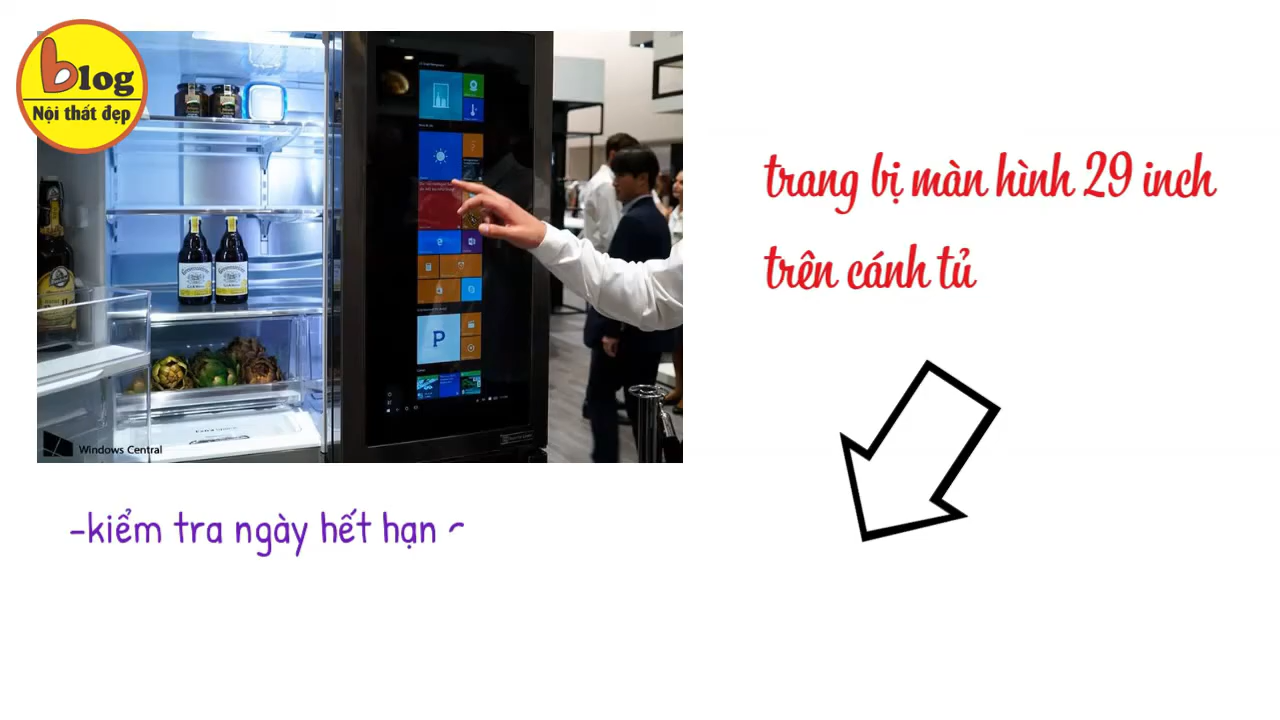 blog
Nội thất đẹp
trang bị màn hình 29 inch
trên cánh tủ
P
Windows Central
-kiểm tra ngày hết hạn